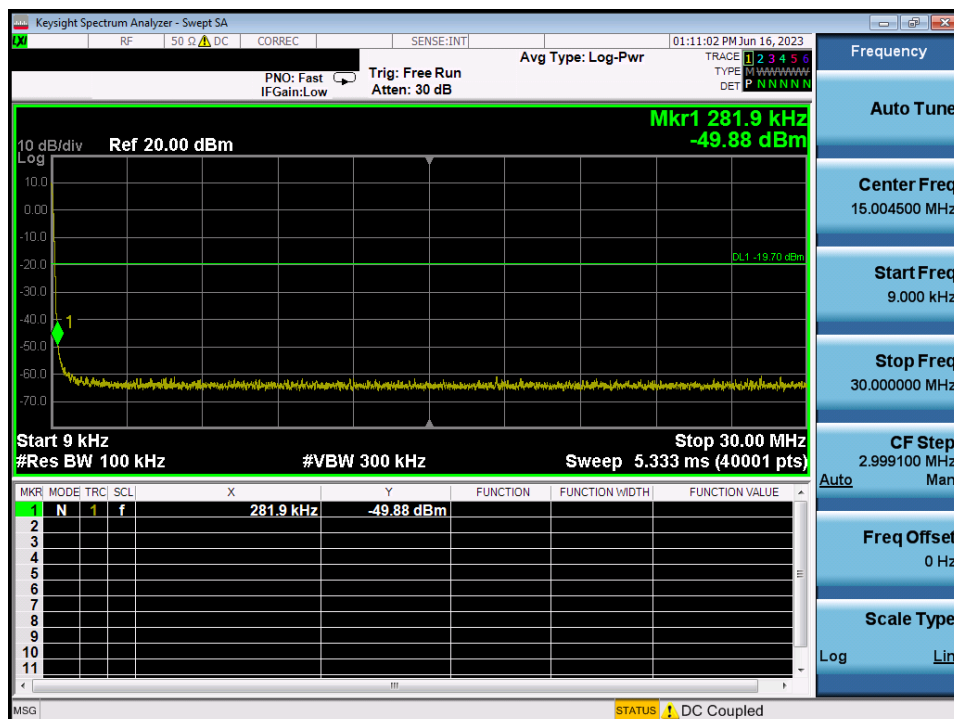 Keysight Spectrum Analyzer - Swept SA
LXI RF 50 Ω DC CORREC SENSE:INT 01:11:02 PM Jun 16, 2023
Avg Type: Log-Pwr TRACE 1 2 3 4 5 6
PNO: Fast Trig: Free Run TYPE M W W W W W
IFGain:Low Atten: 30 dB DET P N N N N N
Mkr1 281.9 kHz
-49.88 dBm
10 dB/div Ref 20.00 dBm
Log
10.0
0.00
-10.0
-20.0
DL1 -19.70 dBm
-30.0
-40.0
1
-50.0
-60.0
-70.0
Start 9 kHz Stop 30.00 MHz
#Res BW 100 kHz #VBW 300 kHz Sweep 5.333 ms (40001 pts)
MKR MODE TRC SCL X Y FUNCTION FUNCTION WIDTH FUNCTION VALUE
1 N 1 f 281.9 kHz -49.88 dBm
2
3
4
5
6
7
8
9
10
11
MSG STATUS DC Coupled
Frequency
Auto Tune
Center Freq
15.004500 MHz
Start Freq
9.000 kHz
Stop Freq
30.000000 MHz
CF Step
2.999100 MHz
Auto Man
Freq Offset
0 Hz
Scale Type
Log Lin